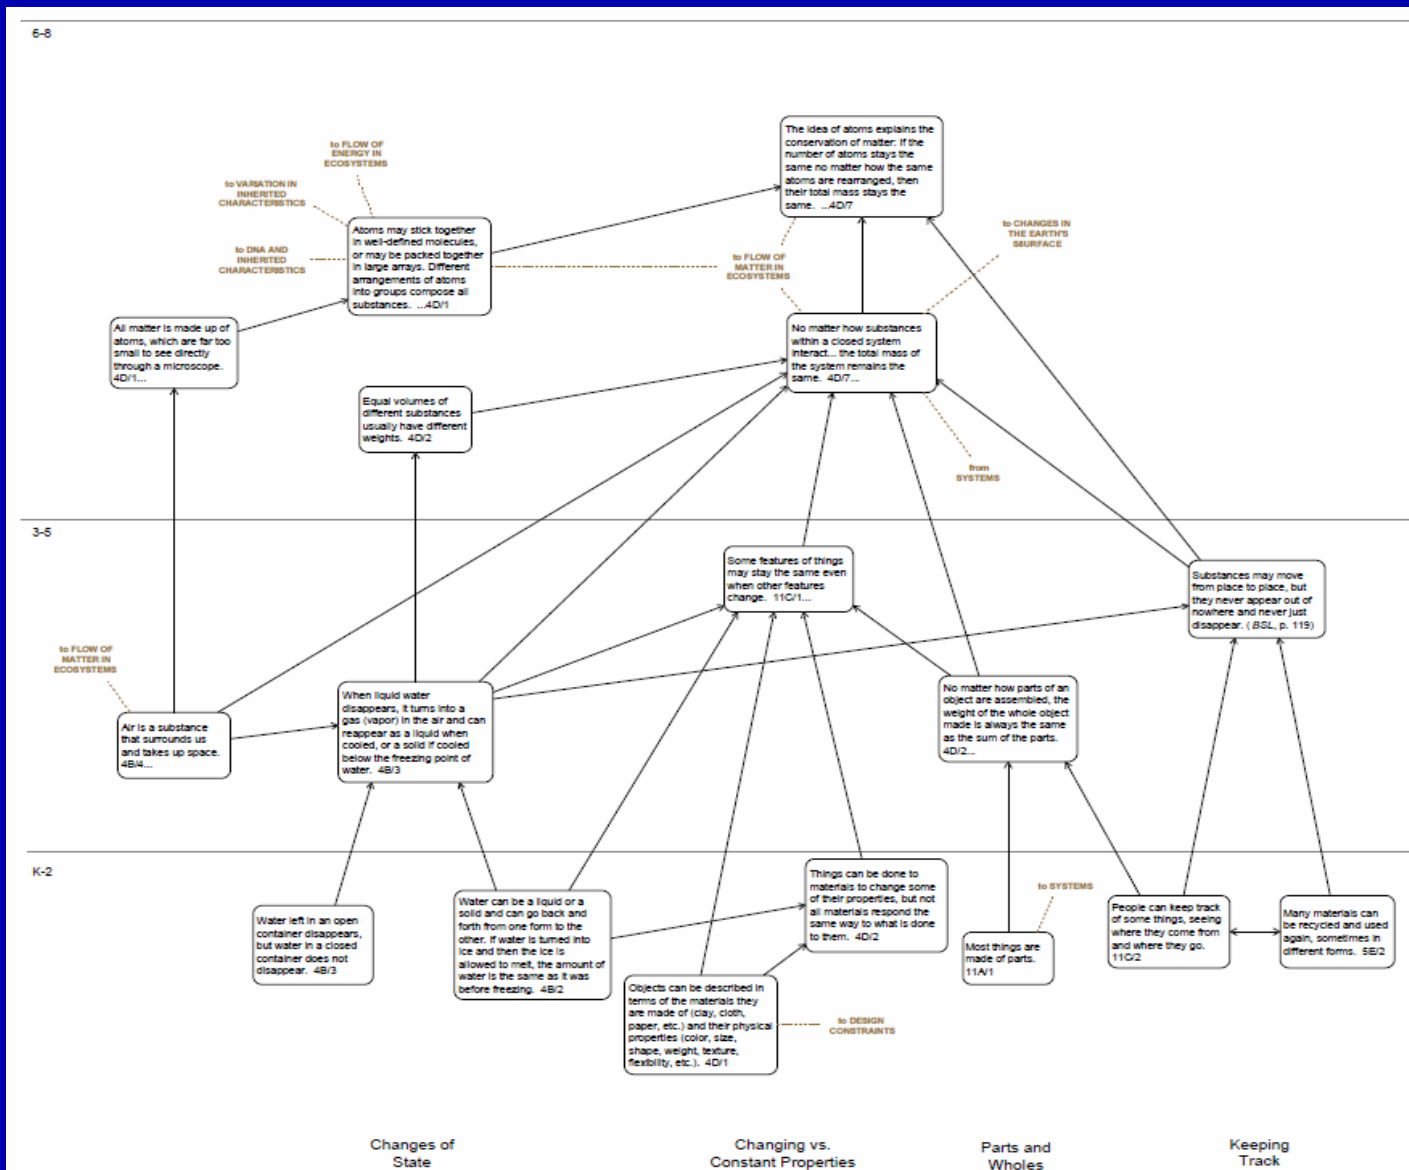 6-8
The idea of atoms explains the
conservation of matter: If the
number of atoms stays the
same no matter how the same
atoms are rearranged, then
their total mass stays the
same. ...4D/7
to FLOW OF
ENERGY IN
ECOSYSTEMS
to VARIATION IN
INHERITED
CHARACTERISTICS
to DNA AND
INHERITED
CHARACTERISTICS
Atoms may stick together
in well-defined molecules,
or may be packed together
in large arrays. Different
arrangements of atoms
into groups compose all
substances. ...4D/1
to FLOW OF
MATTER IN
ECOSYSTEMS
to CHANGES IN
THE EARTH'S
S8URFACE
All matter is made up of
atoms, which are far too
small to see directly
through a microscope.
4D/1...
No matter how substances
within a closed system
interact... the total mass of
the system remains the
same. 4D/7...
Equal volumes of
different substances
usually have different
weights. 4D/2
from
SYSTEMS
3-5
Some features of things
may stay the same even
when other features
change. 11C/1...
Substances may move
from place to place, but
they never appear out of
nowhere and never just
disappear. ( BSL, p. 119)
to FLOW OF
MATTER IN
ECOSYSTEMS
Air is a substance
that surrounds us
and takes up space.
4B/4...
When liquid water
disappears, it turns into a
gas (vapor) in the air and can
reappear as a liquid when
cooled, or a solid if cooled
below the freezing point of
water. 4B/3
No matter how parts of an
object are assembled, the
weight of the whole object
made is always the same
as the sum of the parts.
4D/2...
K-2
Water left in an open
container disappears,
but water in a closed
container does not
disappear. 4B/3
Water can be a liquid or a
solid and can go back and
forth from one form to the
other. If water is turned into
ice and then the ice is
allowed to melt, the amount of
water is the same as it was
before freezing. 4B/2
Things can be done to
materials to change some
of their properties, but not
all materials respond the
same way to what is done
to them. 4D/2
Objects can be described in
terms of the materials they
are made of (clay, cloth,
paper, etc.) and their physical
properties (color, size,
shape, weight, texture,
flexibility, etc.). 4D/1
to DESIGN
CONSTRAINTS
to SYSTEMS
Most things are
made of parts.
11A/1
People can keep track
of some things, seeing
where they come from
and where they go.
11C/2
Many materials can
be recycled and used
again, sometimes in
different forms. 5E/2
Changes of
State
Changing vs.
Constant Properties
Parts and
Wholes
Keeping
Track